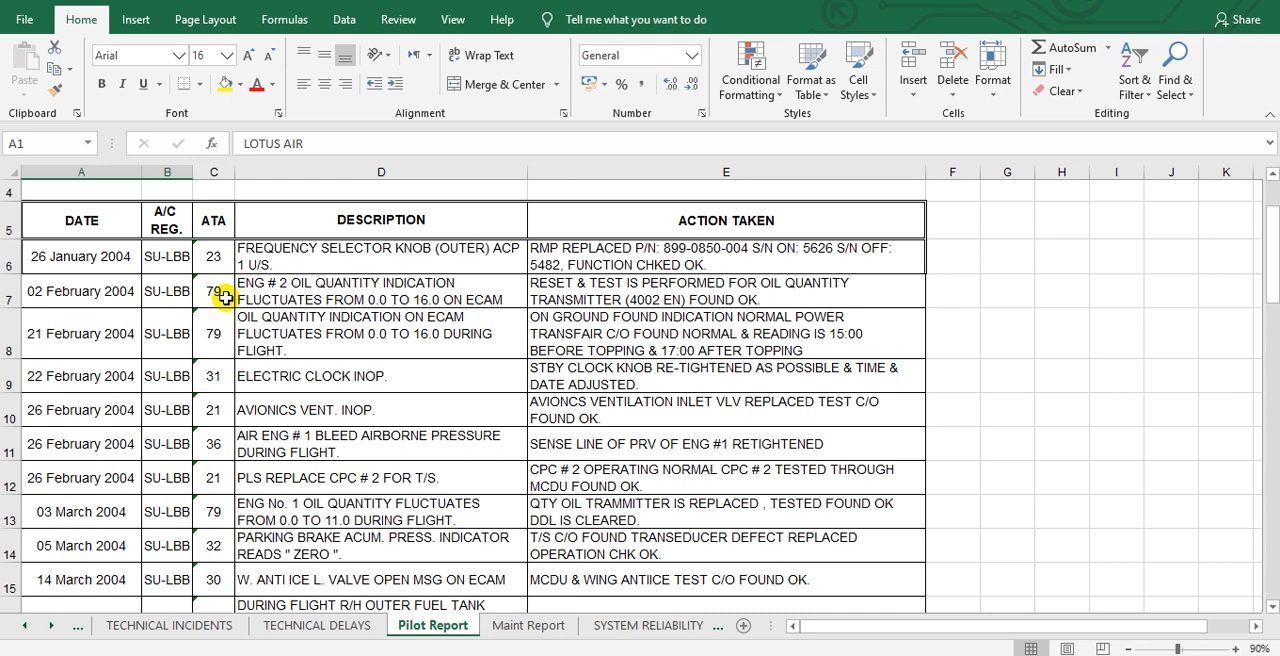 File Home Insert Page Layout Formulas Data Review View Help Tell me what you want to do Share
Paste
Arial 16 A A
B I U A
Wrap Text
Merge & Center
General
% ,
Conditional
Formatting
Format as
Table
Cell
Styles
Insert Delete Format
AutoSum
Fill
Clear
Sort &
Filter
Find &
Select
Clipboard Font Alignment Number Styles Cells Editing
A1 fx LOTUS AIR
A B C D E F G H I J K
4
5 DATE A/C
REG. ATA DESCRIPTION ACTION TAKEN
6 26 January 2004 SU-LBB 23 FREQUENCY SELECTOR KNOB (OUTER) ACP
1 U/S.
RMP REPLACED P/N: 899-0850-004 S/N ON: 5626 S/N OFF:
5482, FUNCTION CHKED OK.
7 02 February 2004 SU-LBB 79 ENG # 2 OIL QUANTITY INDICATION
FLUCTUATES FROM 0.0 TO 16.0 ON ECAM
RESET & TEST IS PERFORMED FOR OIL QUANTITY
TRANSMITTER (4002 EN) FOUND OK.
8 21 February 2004 SU-LBB 79 OIL QUANTITY INDICATION ON ECAM
FLUCTUATES FROM 0.0 TO 16.0 DURING
FLIGHT.
ON GROUND FOUND INDICATION NORMAL POWER
TRANSFAIR C/O FOUND NORMAL & READING IS 15:00
BEFORE TOPPING & 17:00 AFTER TOPPING
9 22 February 2004 SU-LBB 31 ELECTRIC CLOCK INOP.
STBY CLOCK KNOB RE-TIGHTENED AS POSSIBLE & TIME &
DATE ADJUSTED.
10 26 February 2004 SU-LBB 21 AVIONICS VENT. INOP.
AVIONCS VENTILATION INLET VLV REPLACED TEST C/O
FOUND OK.
11 26 February 2004 SU-LBB 36 AIR ENG # 1 BLEED AIRBORNE PRESSURE
DURING FLIGHT.
SENSE LINE OF PRV OF ENG #1 RETIGHTENED
12 26 February 2004 SU-LBB 21 PLS REPLACE CPC # 2 FOR T/S.
CPC # 2 OPERATING NORMAL CPC # 2 TESTED THROUGH
MCDU FOUND OK.
13 03 March 2004 SU-LBB 79 ENG No. 1 OIL QUANTITY FLUCTUATES
FROM 0.0 TO 11.0 DURING FLIGHT.
QTY OIL TRAMMITTER IS REPLACED , TESTED FOUND OK
DDL IS CLEARED.
14 05 March 2004 SU-LBB 32 PARKING BRAKE ACUM. PRESS. INDICATOR
READS " ZERO ".
T/S C/O FOUND TRANSEDUCER DEFECT REPLACED
OPERATION CHK OK.
15 14 March 2004 SU-LBB 30 W. ANTI ICE L. VALVE OPEN MSG ON ECAM
MCDU & WING ANTIICE TEST C/O FOUND OK.
DURING FLIGHT R/H OUTER FUEL TANK
... TECHNICAL INCIDENTS TECHNICAL DELAYS Pilot Report Maint Report SYSTEM RELIABILITY ...
90%